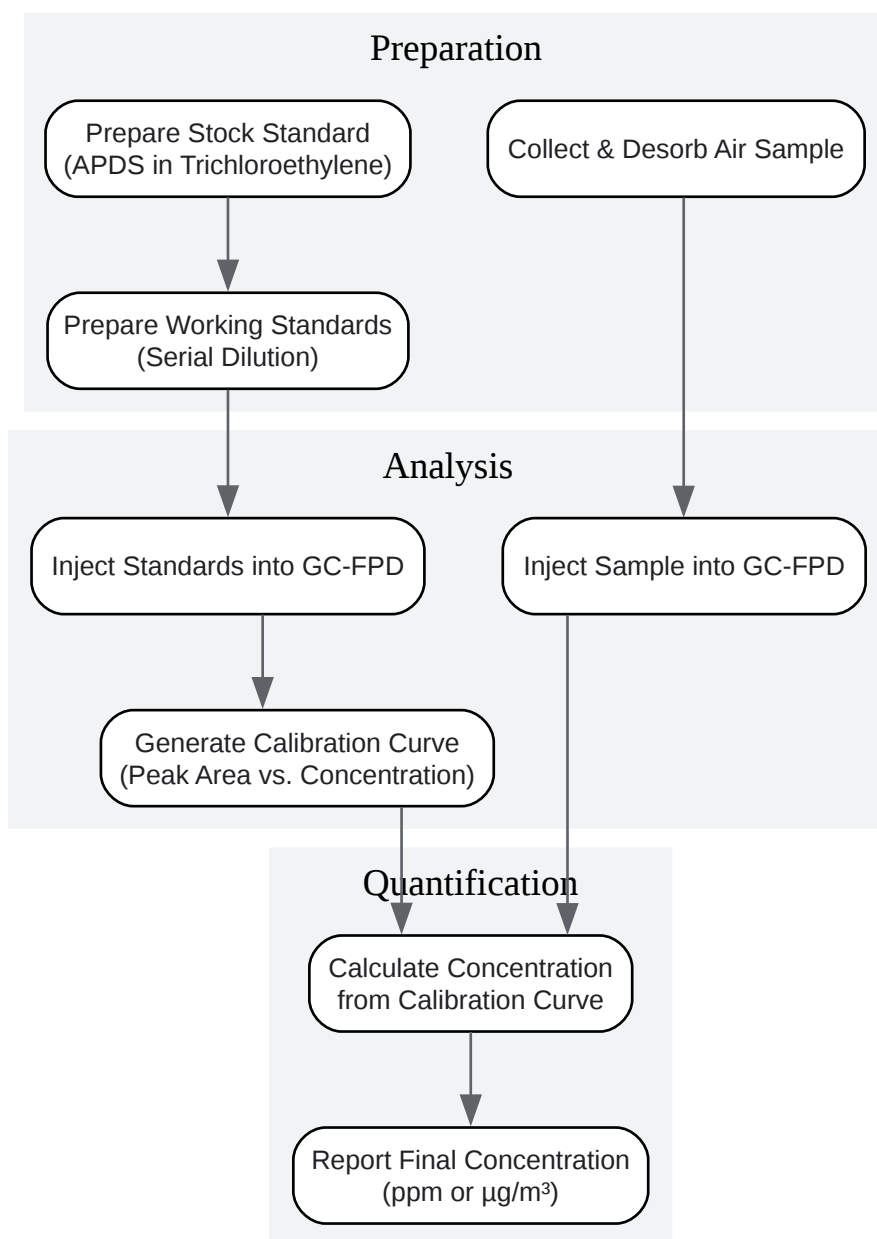 Preparation
Prepare Stock Standard
(APDS in Trichloroethylene)
Collect & Desorb Air Sample
Prepare Working Standards
(Serial Dilution)
Analysis
Inject Standards into GC-FPD
Inject Sample into GC-FPD
Generate Calibration Curve
(Peak Area vs. Concentration)
Quantification
Calculate Concentration
from Calibration Curve
Report Final Concentration
(ppm or µg/m³)